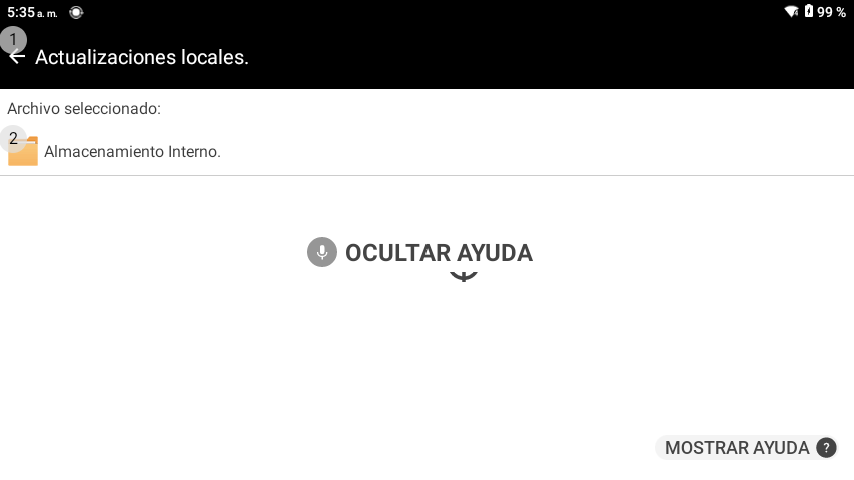 5:35 a. m.
99 %
1
Actualizaciones locales.
Archivo seleccionado:
2
Almacenamiento Interno.
OCULTAR AYUDA
MOSTRAR AYUDA ?